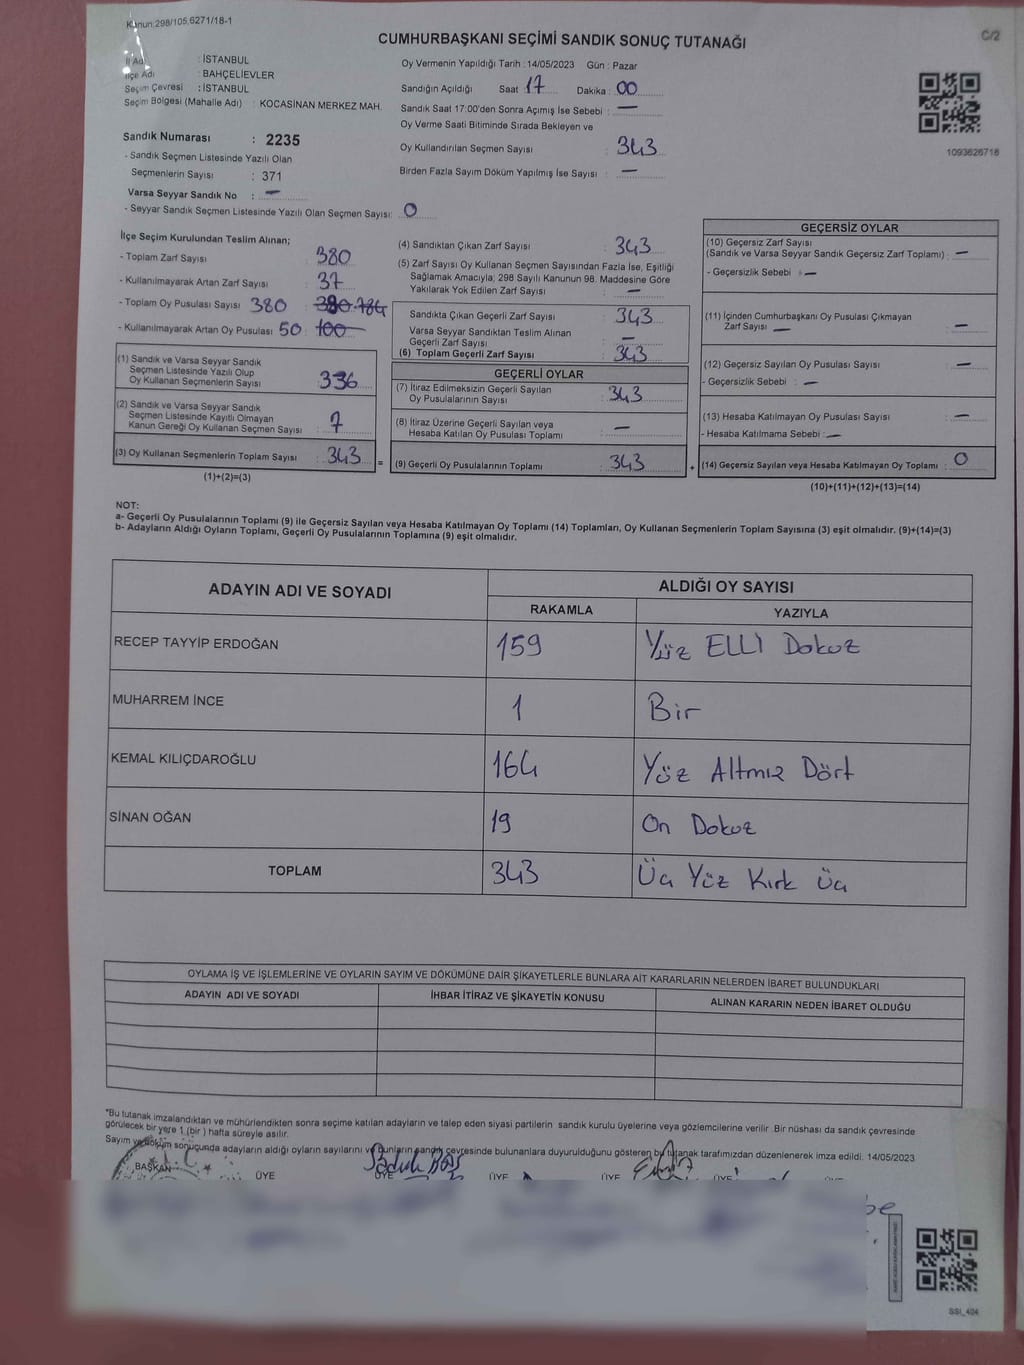 Kanun:298/105,6271/18-1
C/2
CUMHURBAŞKANI SEÇİMİ SANDIK SONUÇ TUTANAĞI
İl Adı : İSTANBUL
İlçe Adı : BAHÇELİEVLER
Seçim Çevresi : İSTANBUL
Seçim Bölgesi (Mahalle Adı) : KOCASİNAN MERKEZ MAH.
Sandık Numarası : 2235
- Sandık Seçmen Listesinde Yazılı Olan
Seçmenlerin Sayısı : 371
Varsa Seyyar Sandık No : –
- Seyyar Sandık Seçmen Listesinde Yazılı Olan Seçmen Sayısı: 0
Oy Vermenin Yapıldığı Tarih : 14/05/2023 Gün : Pazar
Sandığın Açıldığı Saat 17 Dakika : 00
Sandık Saat 17:00'den Sonra Açımış İse Sebebi : –
Oy Verme Saati Bitiminde Sırada Bekleyen ve
Oy Kullandırılan Seçmen Sayısı : 343
Birden Fazla Sayım Döküm Yapılmış İse Sayısı : –
1093626718
İlçe Seçim Kurulundan Teslim Alınan;
- Toplam Zarf Sayısı 380
- Kullanılmayarak Artan Zarf Sayısı : 37
- Toplam Oy Pusulası Sayısı 380 380 784
- Kullanılmayarak Artan Oy Pusulası 50 100
(1) Sandık ve Varsa Seyyar Sandık
Seçmen Listesinde Yazılı Olup
Oy Kullanan Seçmenlerin Sayısı : 336
(2) Sandık ve Varsa Seyyar Sandık
Seçmen Listesinde Kayıtlı Olmayan
Kanun Gereği Oy Kullanan Seçmen Sayısı : 7
(3) Oy Kullanan Seçmenlerin Toplam Sayısı : 343
(1)+(2)=(3)
(4) Sandıktan Çıkan Zarf Sayısı : 343
(5) Zarf Sayısı Oy Kullanan Seçmen Sayısından Fazla İse, Eşitliği
Sağlamak Amacıyla; 298 Sayılı Kanunun 98. Maddesine Göre
Yakılarak Yok Edilen Zarf Sayısı : –
Sandıkta Çıkan Geçerli Zarf Sayısı : 343
Varsa Seyyar Sandıktan Teslim Alınan
Geçerli Zarf Sayısı : –
(6) Toplam Geçerli Zarf Sayısı : 343
GEÇERLİ OYLAR
(7) İtiraz Edilmeksizin Geçerli Sayılan
Oy Pusulalarının Sayısı : 343
(8) İtiraz Üzerine Geçerli Sayılan veya
Hesaba Katılan Oy Pusulası Toplamı : –
= (9) Geçerli Oy Pusulalarının Toplamı : 343 +
GEÇERSİZ OYLAR
(10) Geçersiz Zarf Sayısı
(Sandık ve Varsa Seyyar Sandık Geçersiz Zarf Toplamı) : –
- Geçersizlik Sebebi : –
(11) İçinden Cumhurbaşkanı Oy Pusulası Çıkmayan
Zarf Sayısı – : –
(12) Geçersiz Sayılan Oy Pusulası Sayısı : –
- Geçersizlik Sebebi : –
(13) Hesaba Katılmayan Oy Pusulası Sayısı : –
- Hesaba Katılmama Sebebi : –
(14) Geçersiz Sayılan veya Hesaba Katılmayan Oy Toplamı : 0
(10)+(11)+(12)+(13)=(14)
NOT:
a- Geçerli Oy Pusulalarının Toplamı (9) ile Geçersiz Sayılan veya Hesaba Katılmayan Oy Toplamı (14) Toplamları, Oy Kullanan Seçmenlerin Toplam Sayısına (3) eşit olmalıdır. (9)+(14)=(3)
b- Adayların Aldığı Oyların Toplamı, Geçerli Oy Pusulalarının Toplamına (9) eşit olmalıdır.
ADAYIN ADI VE SOYADI ALDIĞI OY SAYISI
RAKAMLA YAZIYLA
RECEP TAYYİP ERDOĞAN 159 Yüz ELLİ Dokuz
MUHARREM İNCE 1 Bir
KEMAL KILIÇDAROĞLU 164 Yüz Altmız Dört
SİNAN OĞAN 19 On Dokuz
TOPLAM 343 Üç Yüz Kırk Üç
OYLAMA İŞ VE İŞLEMLERİNE VE OYLARIN SAYIM VE DÖKÜMÜNE DAİR ŞİKAYETLERLE BUNLARA AİT KARARLARIN NELERDEN İBARET BULUNDUKLARI
ADAYIN ADI VE SOYADI İHBAR İTİRAZ VE ŞİKAYETİN KONUSU ALINAN KARARIN NEDEN İBARET OLDUĞU
*Bu tutanak imzalandıktan ve mühürlendikten sonra seçime katılan adayların ve talep eden siyasi partilerin sandık kurulu üyelerine veya gözlemcilerine verilir. Bir nüshası da sandık çevresinde
görülecek bir yere 1 (bir ) hafta süreyle asılır.
Sayım ve döküm sonucunda adayların aldığı oyların sayılarını ve bunların sandık çevresinde bulunanlara duyurulduğunu gösteren bu tutanak tarafımızdan düzenlenerek imza edildi. 14/05/2023
BAŞKAN ÜYE ÜYE ÜYE ÜYE ÜYE
SSI_404